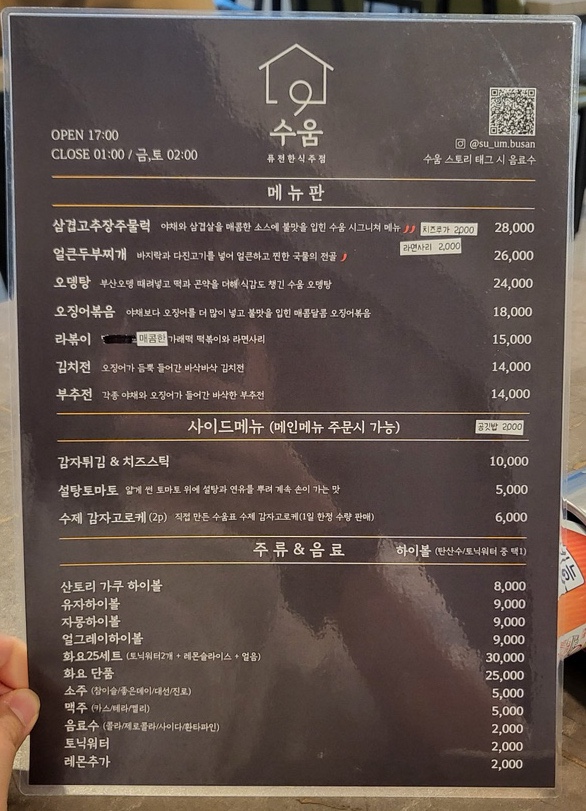 수움
퓨전한식주점
OPEN 17:00
CLOSE 01:00 / 금,토 02:00
@su_um.busan
수움 스토리 태그 시 음료수
메뉴판
삼겹고추장주물럭 야채와 삼겹살을 매콤한 소스에 불맛을 입힌 수움 시그니쳐 메뉴 치즈추가 2,000 28,000
라면사리 2,000
얼큰두부찌개 바지락과 다진고기를 넣어 얼큰하고 찐한 국물의 전골 26,000
오뎅탕 부산오뎅 때려넣고 떡과 곤약을 더해 식감도 챙긴 수움 오뎅탕 24,000
오징어볶음 야채보다 오징어를 더 많이 넣고 불맛을 입힌 매콤달콤 오징어볶음 18,000
라볶이 매콤한 가래떡 떡볶이와 라면사리 15,000
김치전 오징어가 듬뿍 들어간 바삭바삭 김치전 14,000
부추전 각종 야채와 오징어가 들어간 바삭한 부추전 14,000
사이드메뉴 (메인메뉴 주문시 가능) 공깃밥 2000
감자튀김 & 치즈스틱 10,000
설탕토마토 얇게 썬 토마토 위에 설탕과 연유를 뿌려 계속 손이 가는 맛 5,000
수제 감자고로케 (2p) 직접 만든 수움표 수제 감자고로케(1일 한정 수량 판매) 6,000
주류&음료 하이볼 (탄산수/토닉워터 중 택1)
산토리 가쿠 하이볼 8,000
유자하이볼 9,000
자몽하이볼 9,000
얼그레이하이볼 9,000
화요25세트 (토닉워터2개 + 레몬슬라이스 + 얼음) 30,000
화요 단품 25,000
소주 (참이슬/좋은데이/대선/진로) 5,000
맥주 (카스/테라/켈리) 5,000
음료수 (콜라/제로콜라/사이다/환타파인) 2,000
토닉워터 2,000
레몬추가 2,000